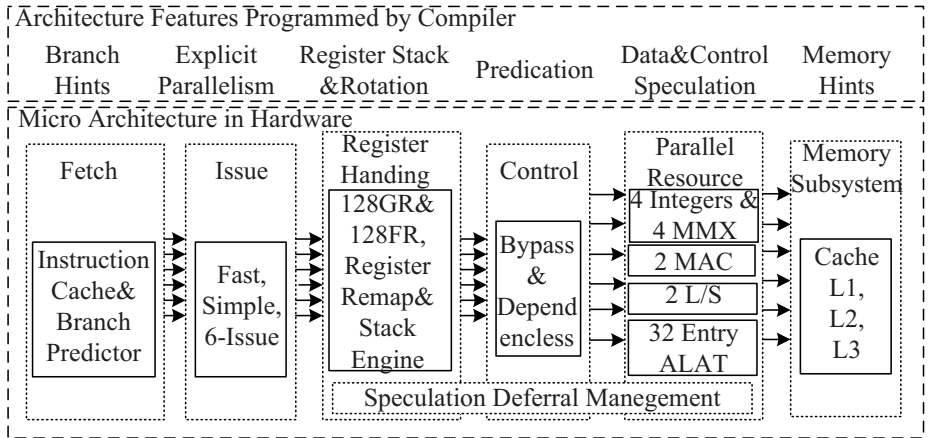 Architecture Features Programmed by Compiler
Branch
Hints
Explicit
Parallelism
Register Stack
&Rotation
Predication
Data&Control
Speculation
Memory
Hints
Micro Architecture in Hardware
Fetch
Instruction
Cache&
Branch
Predictor
Issue
Fast,
Simple,
6-Issue
Register
Handing
128GR&
128FR,
Register
Remap&
Stack
Engine
Control
Bypass
&
Depend
encless
Parallel
Resource
4 Integers &
4 MMX
2 MAC
2 L/S
32 Entry
ALAT
Memory
Subsystem
Cache
L1,
L2,
L3
Speculation Deferral Manegement